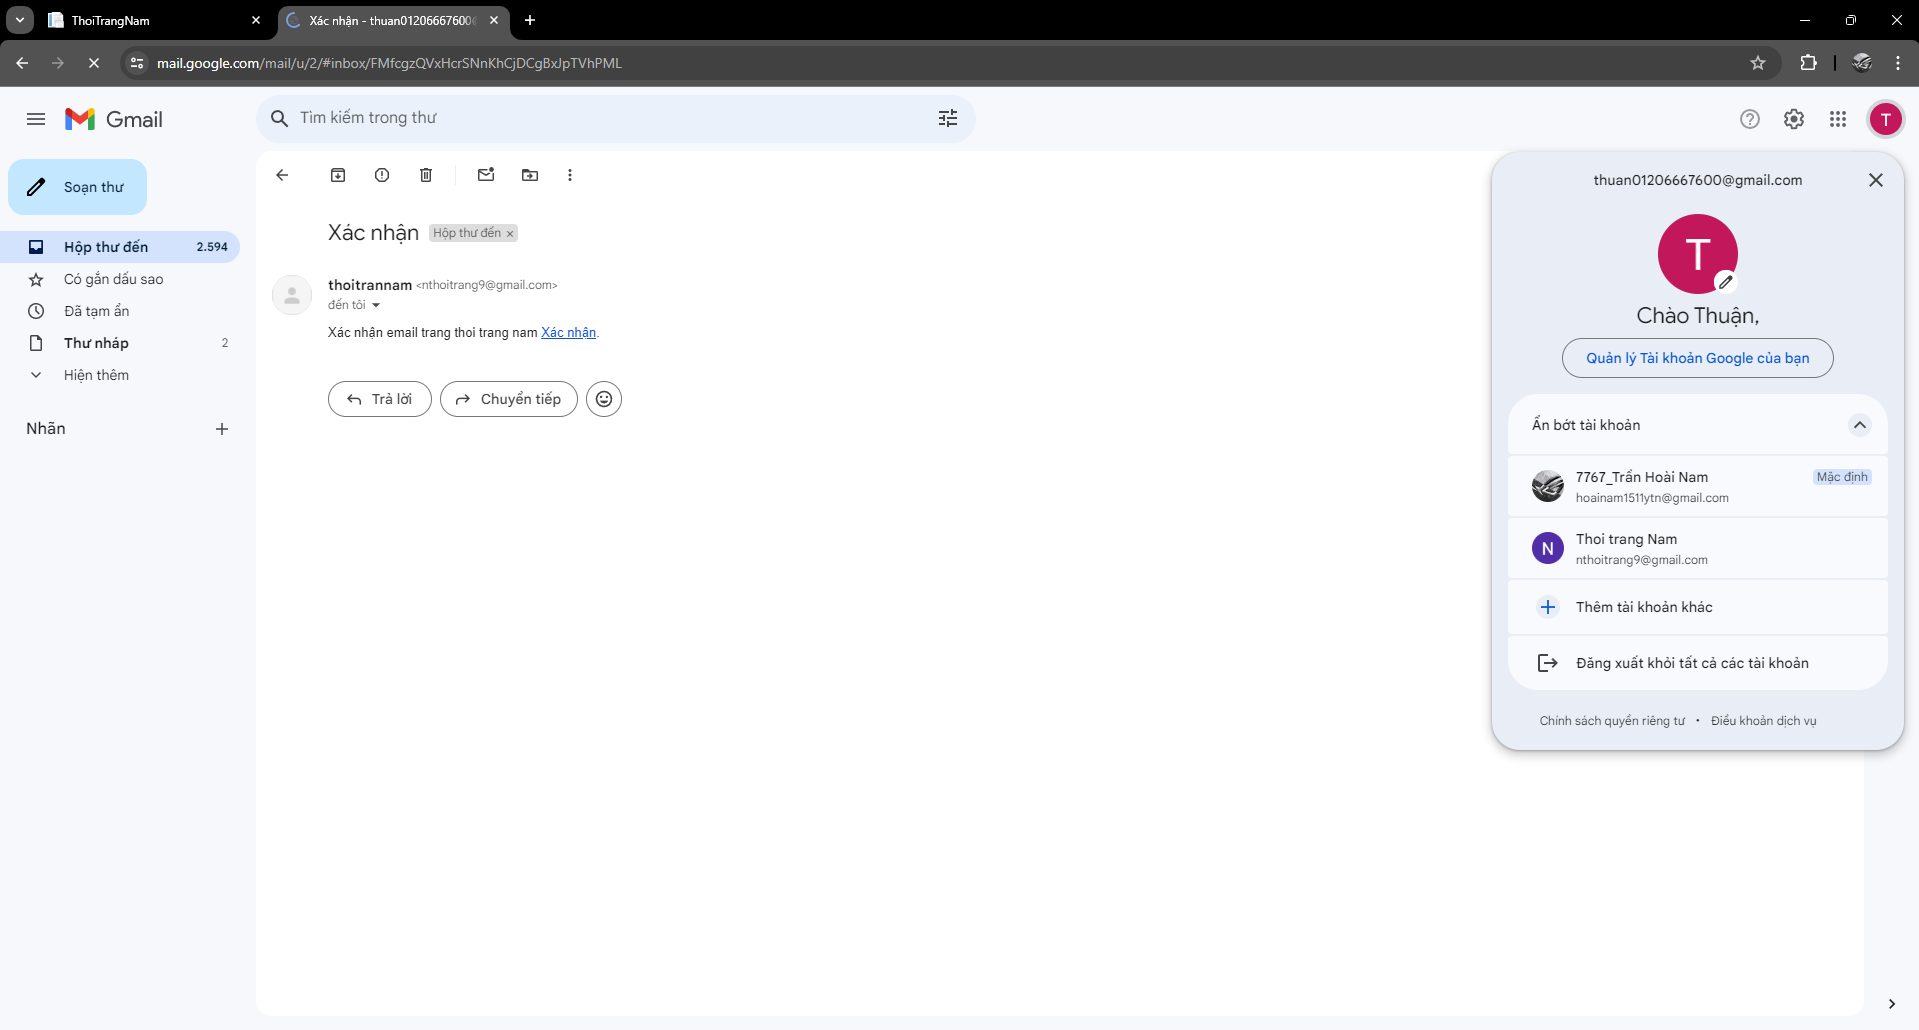 ThoiTrangNam
Xác nhận - thuan01206667600@
mail.google.com/mail/u/2/#inbox/FMfcgzQVxHcrSNnKhCjDCgBxJpTVhPML
Gmail
Tìm kiếm trong thư
T
Soạn thư
Hộp thư đến 2.594
Có gắn dấu sao
Đã tạm ẩn
Thư nháp 2
Hiện thêm
Nhãn
Xác nhận Hộp thư đến x
thoitrannam <nthoitrang9@gmail.com>
đến tôi
Xác nhận email trang thoi trang nam Xác nhận.
Trả lời
Chuyển tiếp
thuan01206667600@gmail.com
T
Chào Thuận,
Quản lý Tài khoản Google của bạn
Ẩn bớt tài khoản
7767_Trần Hoài Nam Mặc định
hoainam1511ytn@gmail.com
N
Thoi trang Nam
nthoitrang9@gmail.com
Thêm tài khoản khác
Đăng xuất khỏi tất cả các tài khoản
Chính sách quyền riêng tư • Điều khoản dịch vụ